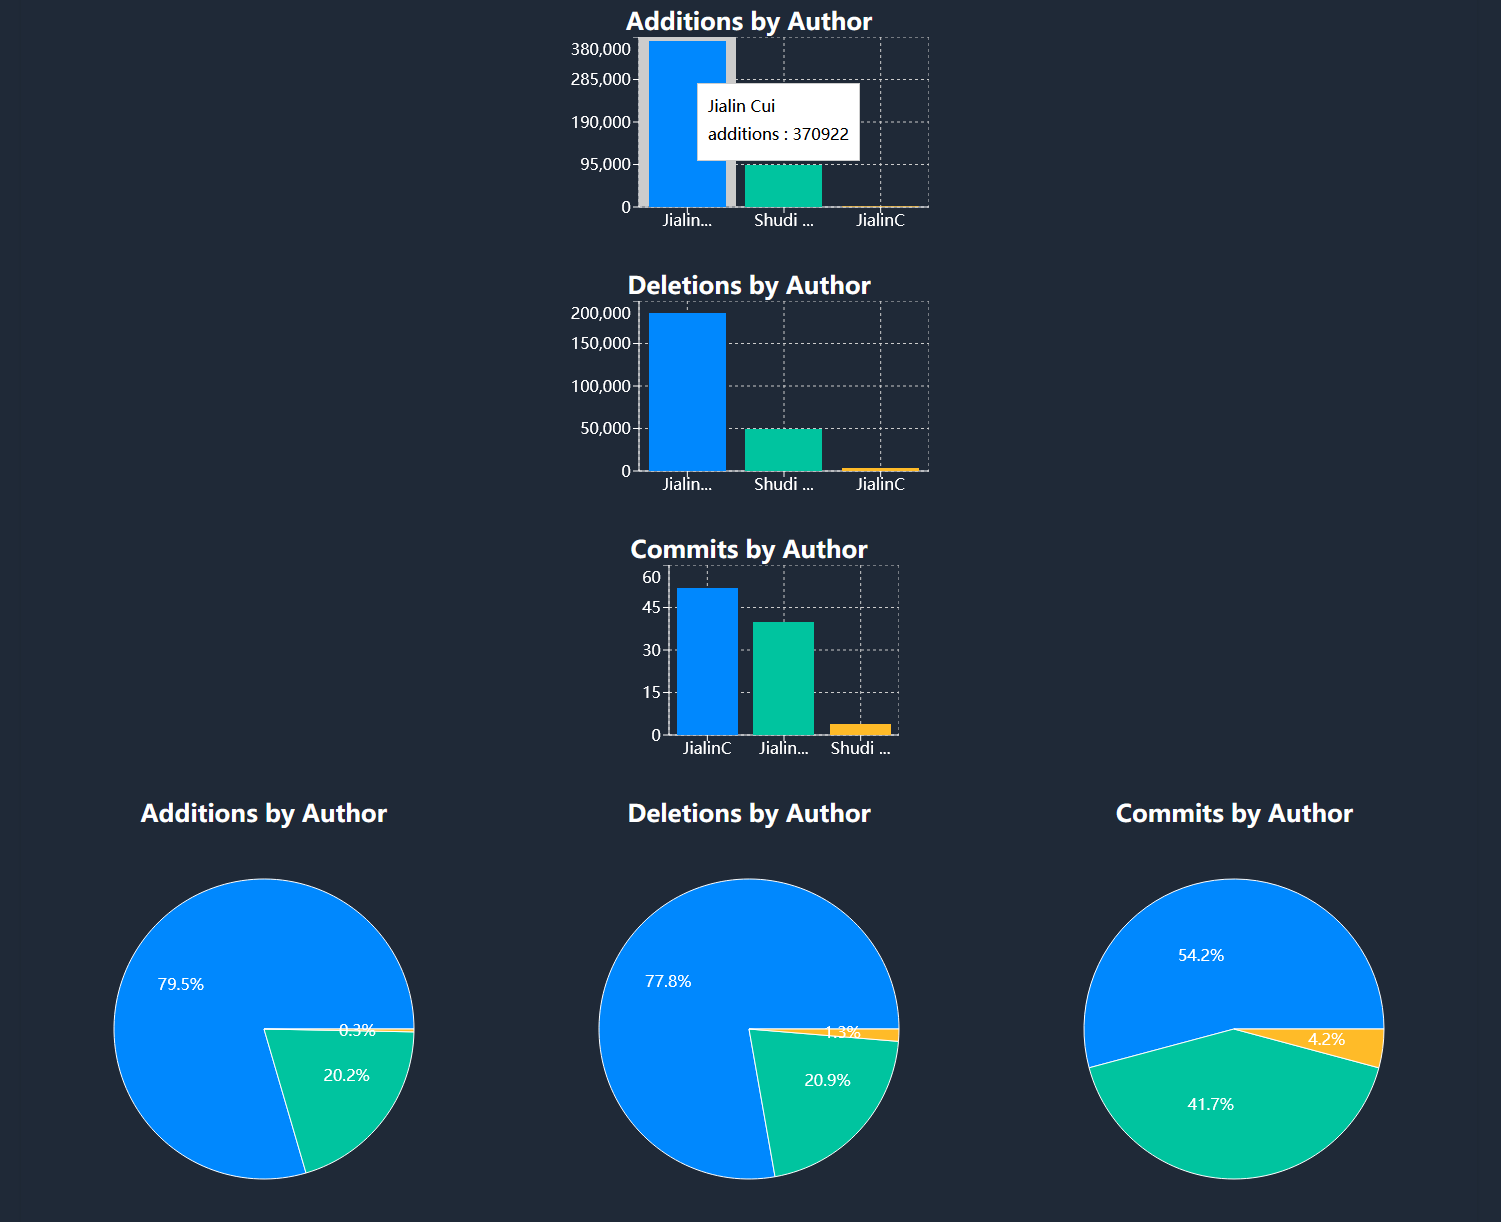 Additions by Author
380,000
285,000
190,000
95,000
0
Jialin Cui
additions : 370922
Jialin...
Shudi ...
JialinC
Deletions by Author
200,000
150,000
100,000
50,000
0
Jialin...
Shudi ...
JialinC
Commits by Author
60
45
30
15
0
JialinC
Jialin...
Shudi ...
Additions by Author
79.5%
0.3%
20.2%
Deletions by Author
77.8%
1.3%
20.9%
Commits by Author
54.2%
4.2%
41.7%